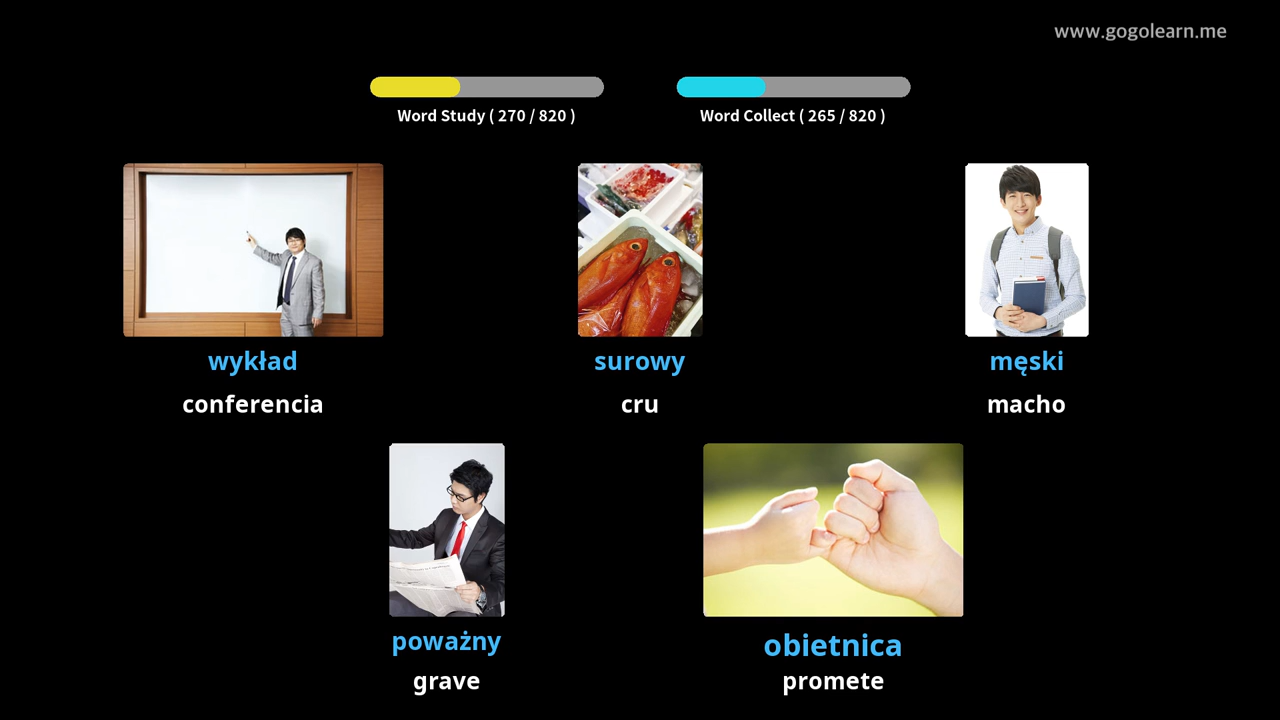 www.gogolearn.me
Word Study ( 270 / 820 )
Word Collect ( 265 / 820 )
wykład
conferencia
surowy
cru
męski
macho
poważny
grave
obietnica
promete